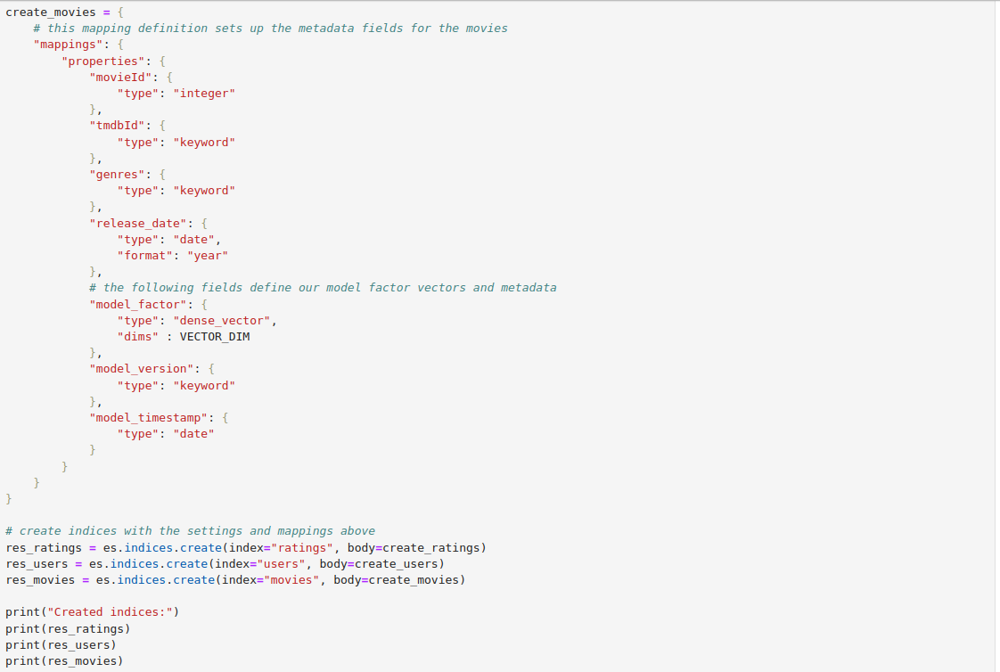 create_movies = {
    # this mapping definition sets up the metadata fields for the movies
    "mappings": {
        "properties": {
            "movieId": {
                "type": "integer"
            },
            "tmdbId": {
                "type": "keyword"
            },
            "genres": {
                "type": "keyword"
            },
            "release_date": {
                "type": "date",
                "format": "year"
            },
            # the following fields define our model factor vectors and metadata
            "model_factor": {
                "type": "dense_vector",
                "dims" : VECTOR_DIM
            },
            "model_version": {
                "type": "keyword"
            },
            "model_timestamp": {
                "type": "date"
            }
        }
    }
}

# create indices with the settings and mappings above
res_ratings = es.indices.create(index="ratings", body=create_ratings)
res_users = es.indices.create(index="users", body=create_users)
res_movies = es.indices.create(index="movies", body=create_movies)

print("Created indices:")
print(res_ratings)
print(res_users)
print(res_movies)